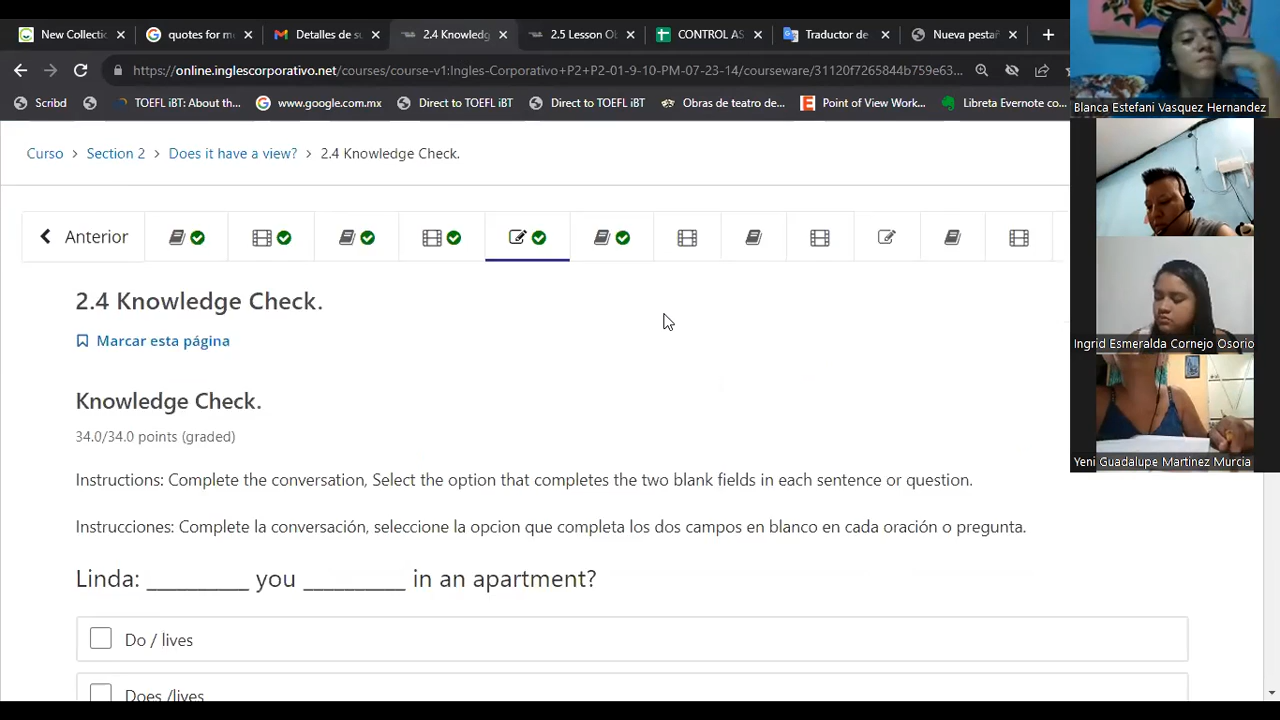 New Collectic
quotes for m
Detalles de su
2.4 Knowledg
2.5 Lesson Ob
CONTROL AS
Traductor de
Nueva pestañ
https://online.inglescorporativo.net/courses/course-v1:Ingles-Corporativo+P2+P2-01-9-10-PM-07-23-14/courseware/31120f7265844b759e63...
Scribd
TOEFL iBT: About th...
www.google.com.mx
Direct to TOEFL iBT
Direct to TOEFL iBT
Obras de teatro de...
Point of View Work...
Libreta Evernote co...
Curso > Section 2 > Does it have a view? > 2.4 Knowledge Check.
Anterior
2.4 Knowledge Check.
Marcar esta página
Knowledge Check.
34.0/34.0 points (graded)
Instructions: Complete the conversation, Select the option that completes the two blank fields in each sentence or question.
Instrucciones: Complete la conversación, seleccione la opcion que completa los dos campos en blanco en cada oración o pregunta.
Linda: __________ you __________ in an apartment?
Do / lives
Does /lives
Blanca Estefani Vasquez Hernandez
Ingrid Esmeralda Cornejo Osorio
Yeni Guadalupe Martinez Murcia